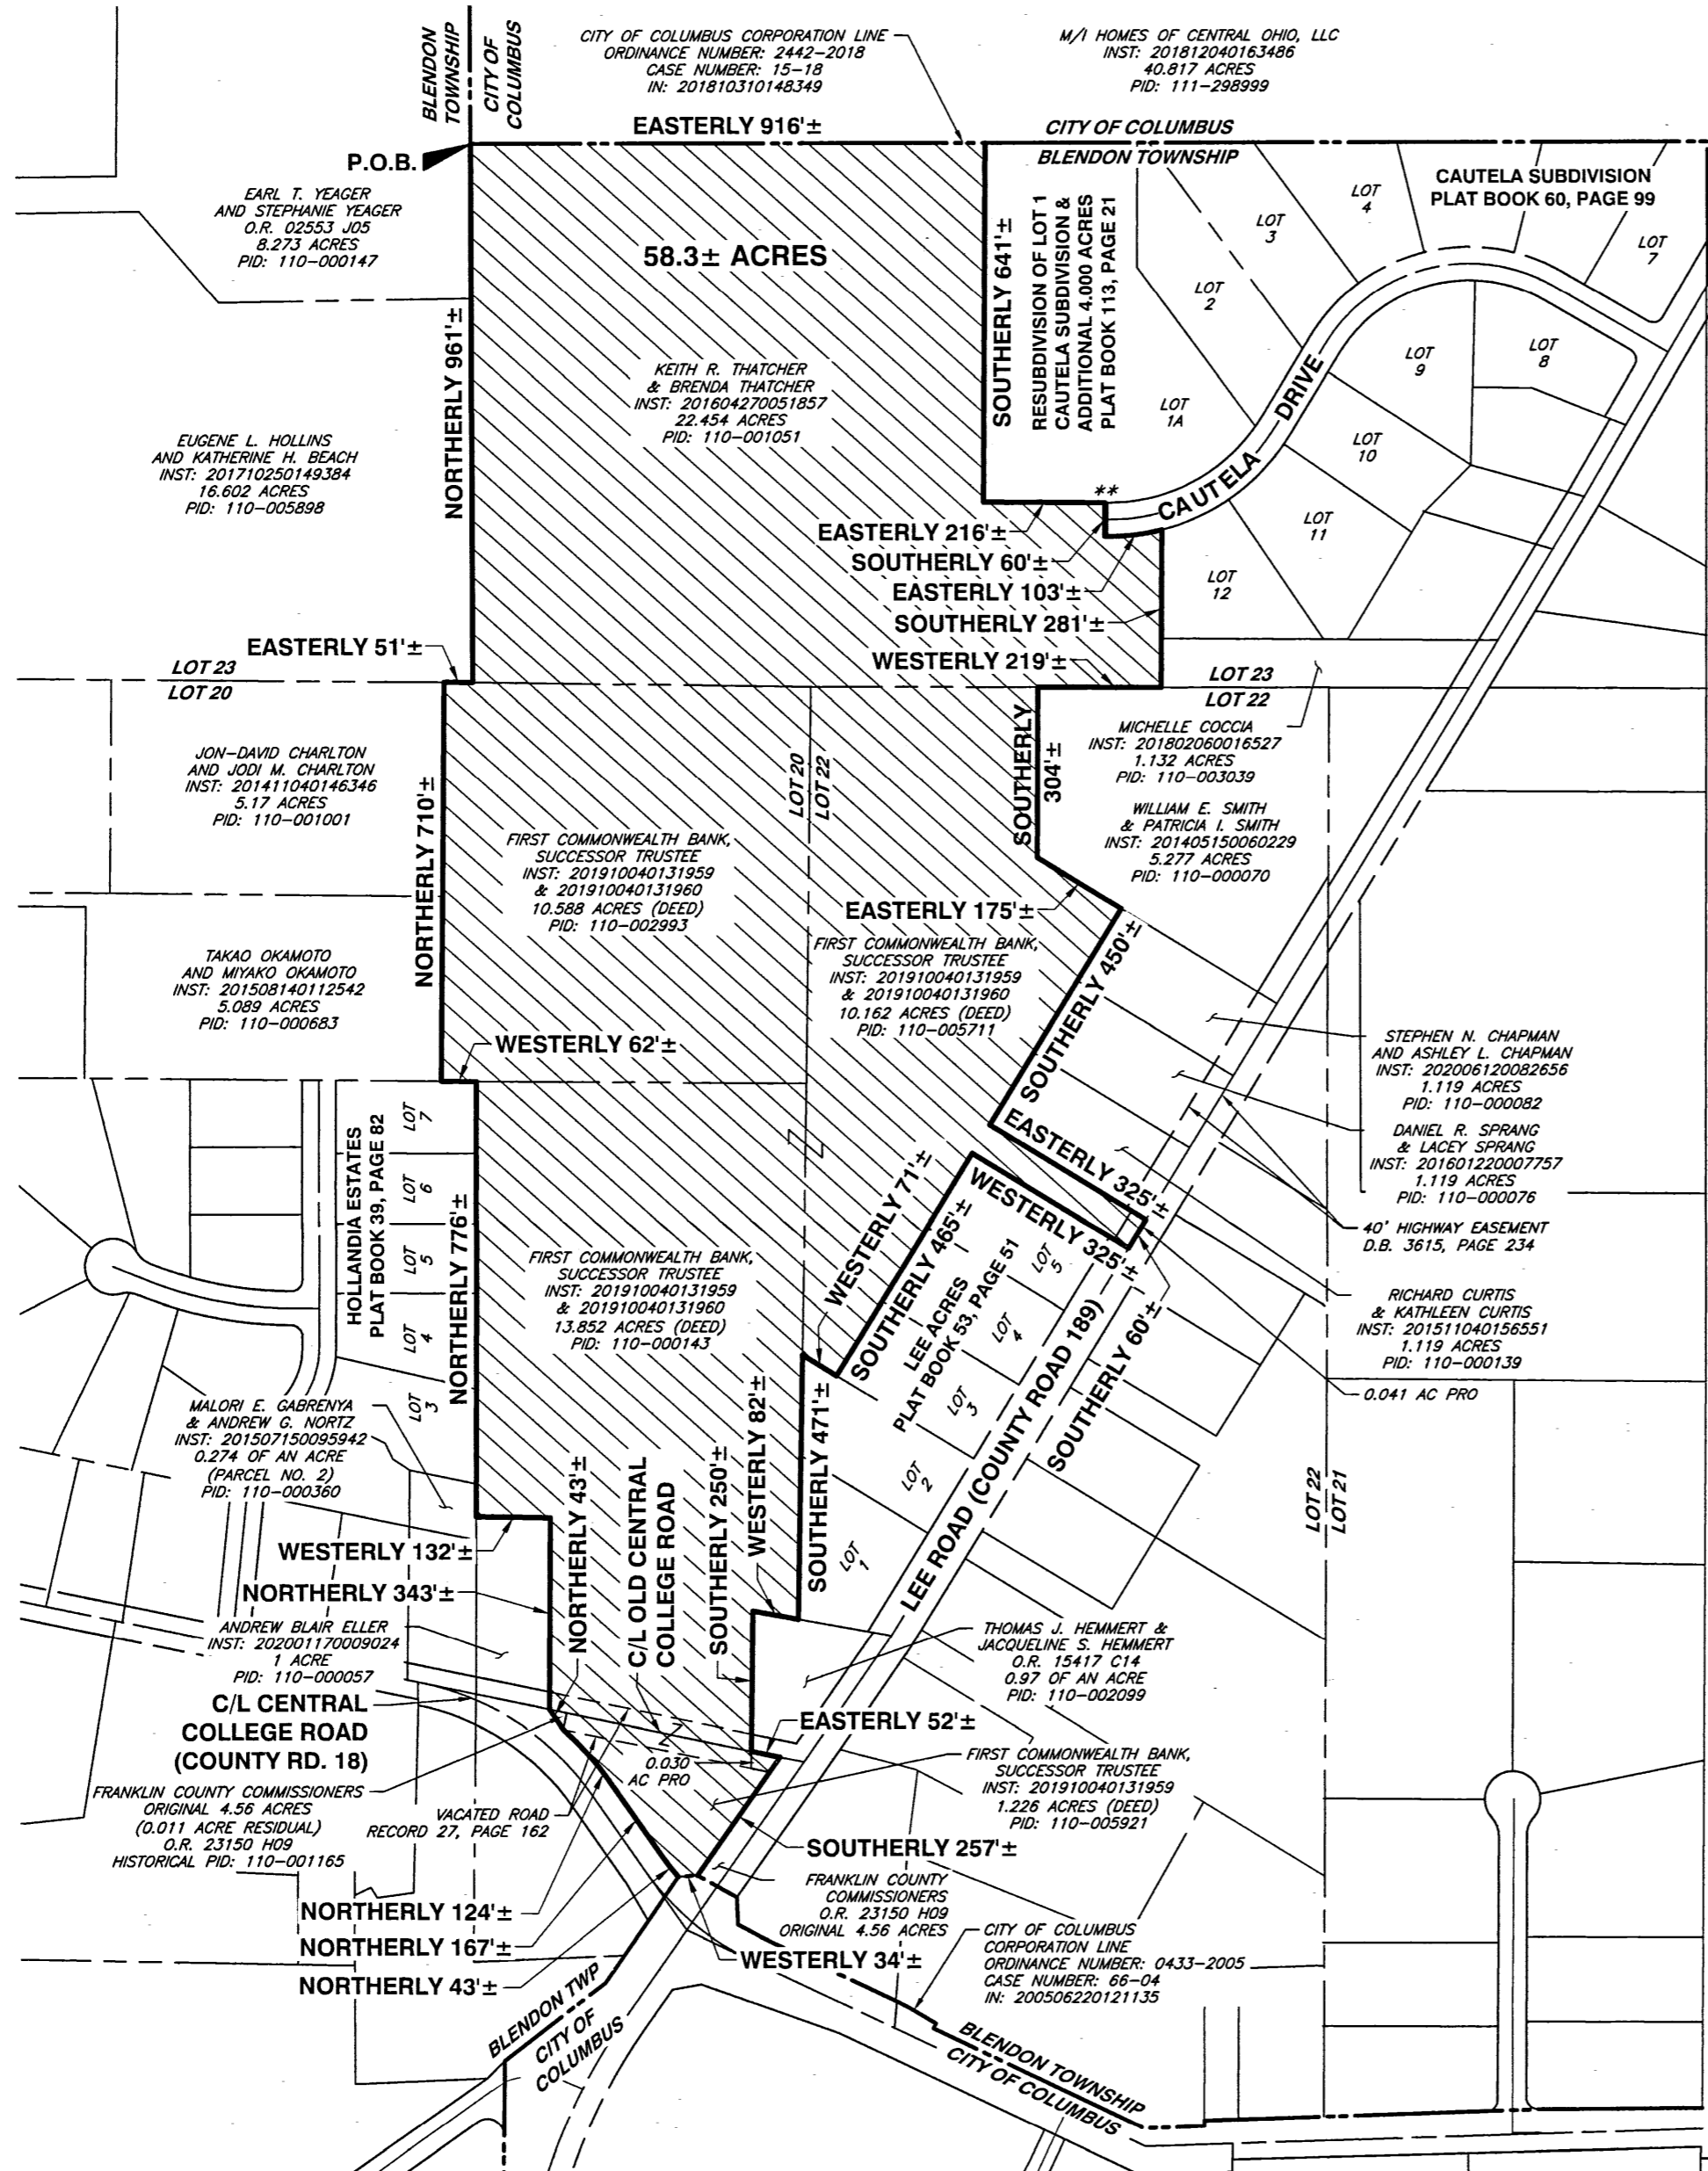 BLENDON
TOWNSHIP
CITY OF
COLUMBUS
CITY OF COLUMBUS CORPORATION LINE
ORDINANCE NUMBER: 2442-2018
CASE NUMBER: 15-18
IN: 201810310148349
M/I HOMES OF CENTRAL OHIO, LLC
INST: 201812040163486
40.817 ACRES
PID: 111-298999
EASTERLY 916'±
CITY OF COLUMBUS
BLENDON TOWNSHIP
P.O.B.
EARL T. YEAGER
AND STEPHANIE YEAGER
O.R. 02553 J05
8.273 ACRES
PID: 110-000147
58.3± ACRES
SOUTHERLY 641'±
RESUBDIVISION OF LOT 1
CAUTELA SUBDIVISION &
ADDITIONAL 4.000 ACRES
PLAT BOOK 113, PAGE 21
CAUTELA SUBDIVISION
PLAT BOOK 60, PAGE 99
LOT
4
LOT
3
LOT
7
LOT
2
LOT
1A
LOT
9
LOT
8
LOT
10
LOT
11
LOT
12
CAUTELA DRIVE
**
NORTHERLY 961'±
KEITH R. THATCHER
& BRENDA THATCHER
INST: 201604270051857
22.454 ACRES
PID: 110-001051
EUGENE L. HOLLINS
AND KATHERINE H. BEACH
INST: 201710250149384
16.602 ACRES
PID: 110-005898
EASTERLY 216'±
SOUTHERLY 60'±
EASTERLY 103'±
SOUTHERLY 281'±
WESTERLY 219'±
EASTERLY 51'±
LOT 23
LOT 20
LOT 23
LOT 22
LOT 20
LOT 22
SOUTHERLY
304'±
MICHELLE COCCIA
INST: 201802060016527
1.132 ACRES
PID: 110-003039
WILLIAM E. SMITH
& PATRICIA I. SMITH
INST: 201405150060229
5.277 ACRES
PID: 110-000070
JON-DAVID CHARLTON
AND JODI M. CHARLTON
INST: 201411040146346
5.17 ACRES
PID: 110-001001
NORTHERLY 710'±
FIRST COMMONWEALTH BANK,
SUCCESSOR TRUSTEE
INST: 201910040131959
& 201910040131960
10.588 ACRES (DEED)
PID: 110-002993
EASTERLY 175'±
FIRST COMMONWEALTH BANK,
SUCCESSOR TRUSTEE
INST: 201910040131959
& 201910040131960
10.162 ACRES (DEED)
PID: 110-005711
SOUTHERLY 450'±
TAKAO OKAMOTO
AND MIYAKO OKAMOTO
INST: 201508140112542
5.089 ACRES
PID: 110-000683
WESTERLY 62'±
STEPHEN N. CHAPMAN
AND ASHLEY L. CHAPMAN
INST: 202006120082656
1.119 ACRES
PID: 110-000082
DANIEL R. SPRANG
& LACEY SPRANG
INST: 201601220007757
1.119 ACRES
PID: 110-000076
40' HIGHWAY EASEMENT
D.B. 3615, PAGE 234
RICHARD CURTIS
& KATHLEEN CURTIS
INST: 201511040156551
1.119 ACRES
PID: 110-000139
0.041 AC PRO
EASTERLY 325'±
WESTERLY 325'±
WESTERLY 71'±
SOUTHERLY 465'±
LEE ACRES
PLAT BOOK 53, PAGE 51
LOT
5
LOT
4
LOT
3
LOT
2
LOT
1
LEE ROAD (COUNTY ROAD 189)
SOUTHERLY 60'±
HOLLANDIA ESTATES
PLAT BOOK 39, PAGE 82
LOT
7
LOT
6
LOT
5
LOT
4
LOT
3
NORTHERLY 776'±
FIRST COMMONWEALTH BANK,
SUCCESSOR TRUSTEE
INST: 201910040131959
& 201910040131960
13.852 ACRES (DEED)
PID: 110-000143
MALORI E. GABRENYA
& ANDREW G. NORTZ
INST: 201507150095942
0.274 OF AN ACRE
(PARCEL NO. 2)
PID: 110-000360
NORTHERLY 43'±
C/L OLD CENTRAL
COLLEGE ROAD
SOUTHERLY 250'±
WESTERLY 82'±
SOUTHERLY 471'±
LOT 22
LOT 21
WESTERLY 132'±
NORTHERLY 343'±
ANDREW BLAIR ELLER
INST: 202001170009024
1 ACRE
PID: 110-000057
THOMAS J. HEMMERT &
JACQUELINE S. HEMMERT
O.R. 15417 C14
0.97 OF AN ACRE
PID: 110-002099
C/L CENTRAL
COLLEGE ROAD
(COUNTY RD. 18)
EASTERLY 52'±
0.030
AC PRO
FIRST COMMONWEALTH BANK,
SUCCESSOR TRUSTEE
INST: 201910040131959
1.226 ACRES (DEED)
PID: 110-005921
FRANKLIN COUNTY COMMISSIONERS
ORIGINAL 4.56 ACRES
(0.011 ACRE RESIDUAL)
O.R. 23150 H09
HISTORICAL PID: 110-001165
VACATED ROAD
RECORD 27, PAGE 162
SOUTHERLY 257'±
FRANKLIN COUNTY
COMMISSIONERS
O.R. 23150 H09
ORIGINAL 4.56 ACRES
NORTHERLY 124'±
NORTHERLY 167'±
NORTHERLY 43'±
WESTERLY 34'±
CITY OF COLUMBUS
CORPORATION LINE
ORDINANCE NUMBER: 0433-2005
CASE NUMBER: 66-04
IN: 200506220121135
BLENDON TWP
CITY OF
COLUMBUS
BLENDON TOWNSHIP
CITY OF COLUMBUS